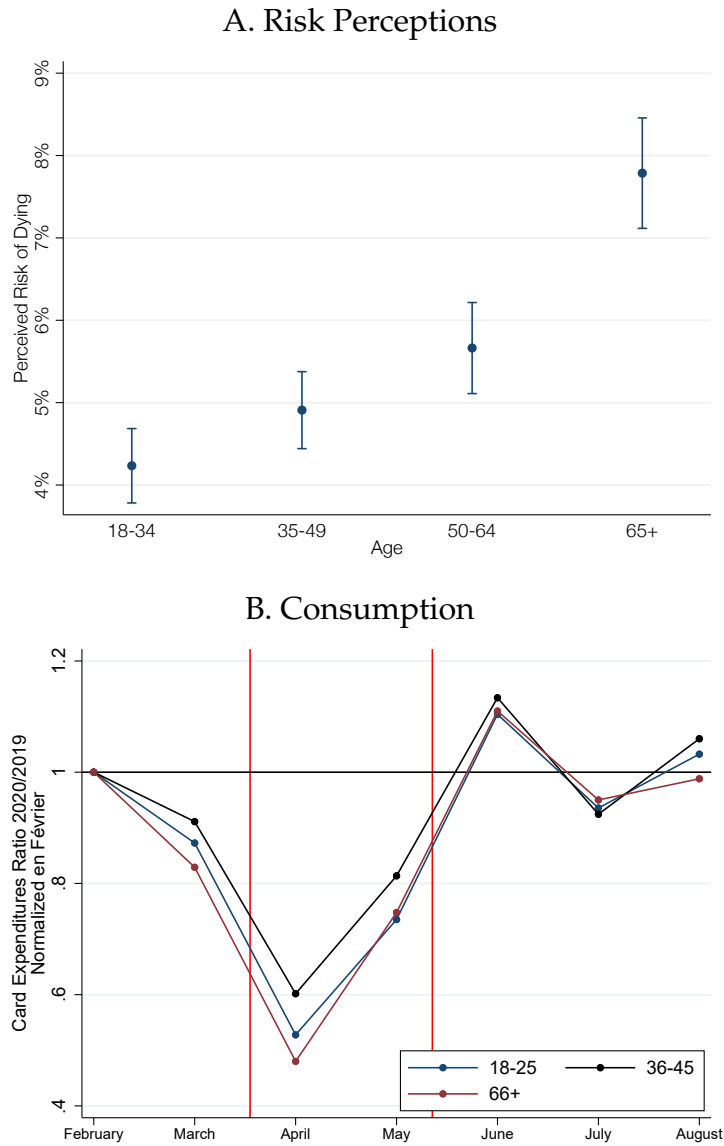 A. Risk Perceptions
Perceived Risk of Dying
9%
8%
7%
6%
5%
4%
18-34 35-49 50-64 65+
Age
B. Consumption
Card Expenditures Ratio 2020/2019
Normalized en Février
1.2
1
.8
.6
.4
18-25 36-45
66+
February March April May June July August